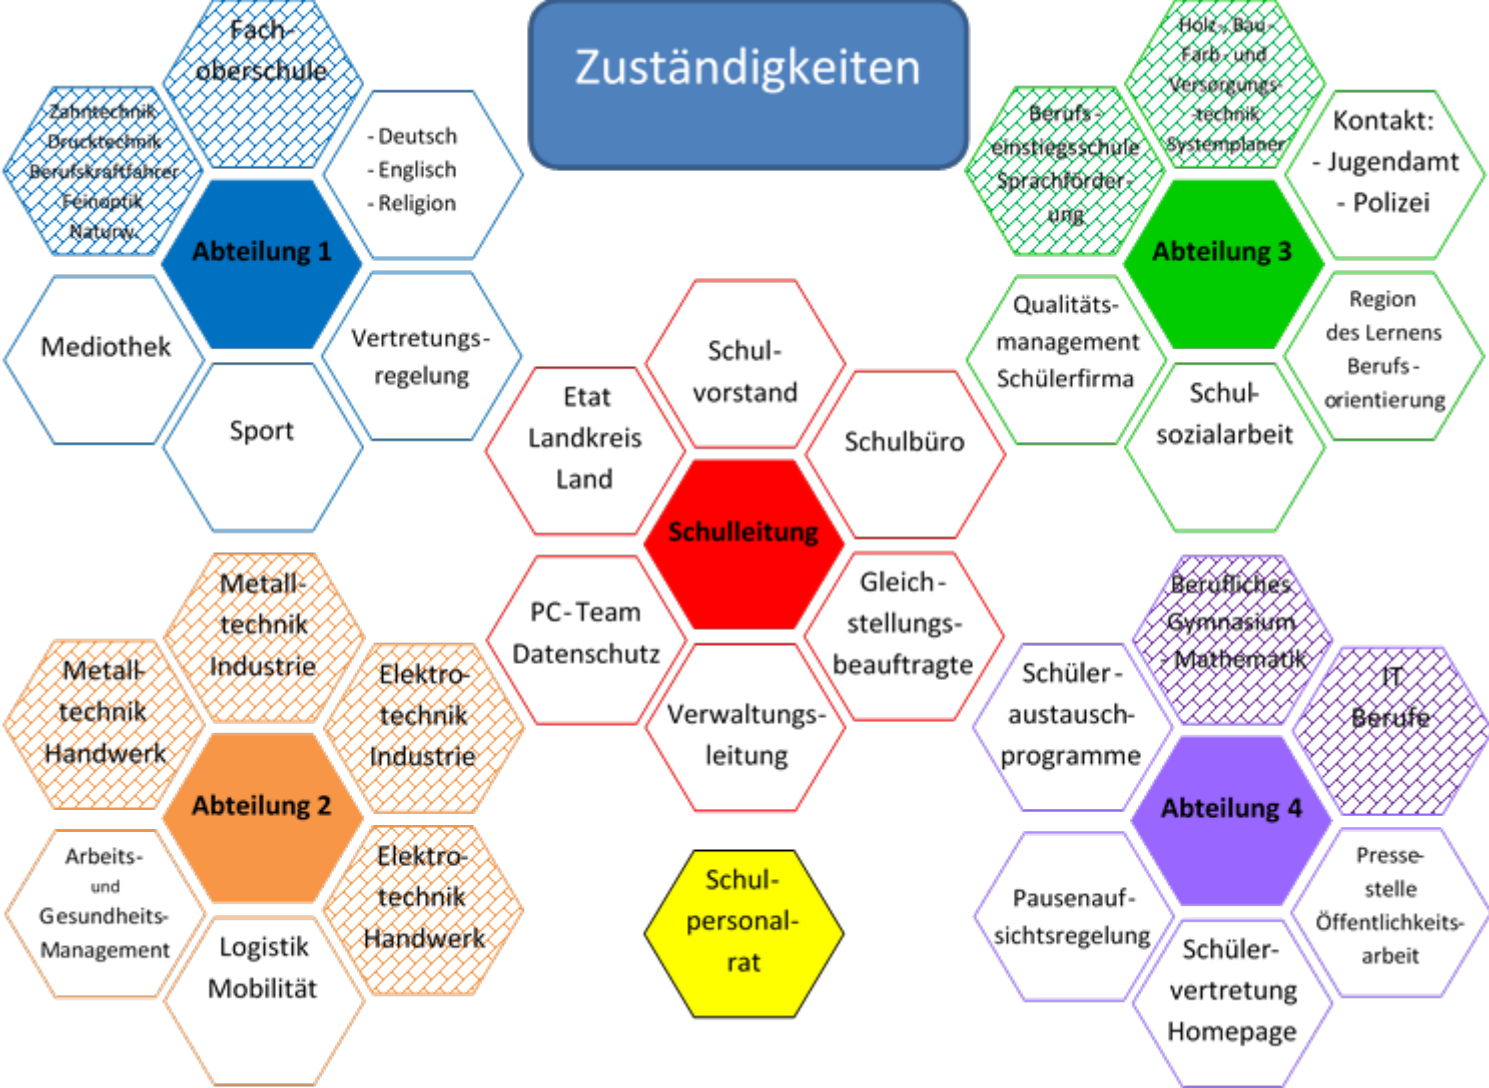 Zuständigkeiten
Fach-
oberschule
Zahntechnik
Drucktechnik
Berufskraftfahrer
Feinoptik
Naturw.
- Deutsch
- Englisch
- Religion
Abteilung 1
Mediothek
Vertretungs-
regelung
Sport
Holz-, Bau-
Farb- und
Versorgungs-
-technik
Systemplaner
Berufs-
einstiegsschule
Sprachförder-
ung
Kontakt:
- Jugendamt
- Polizei
Abteilung 3
Qualitäts-
management
Schülerfirma
Region
des Lernens
Berufs-
orientierung
Schul-
sozialarbeit
Schul-
vorstand
Etat
Landkreis
Land
Schulbüro
Schulleitung
PC-Team
Datenschutz
Gleich-
stellungs-
beauftragte
Verwaltungs-
leitung
Metall-
technik
Industrie
Metall-
technik
Handwerk
Elektro-
technik
Industrie
Abteilung 2
Elektro-
technik
Handwerk
Arbeits-
und
Gesundheits-
Management
Logistik
Mobilität
Schul-
personal-
rat
Berufliches
Gymnasium
- Mathematik
Schüler-
austausch-
programme
IT
Berufe
Abteilung 4
Pausenauf-
sichtsregelung
Presse-
stelle
Öffentlichkeits-
arbeit
Schüler-
vertretung
Homepage